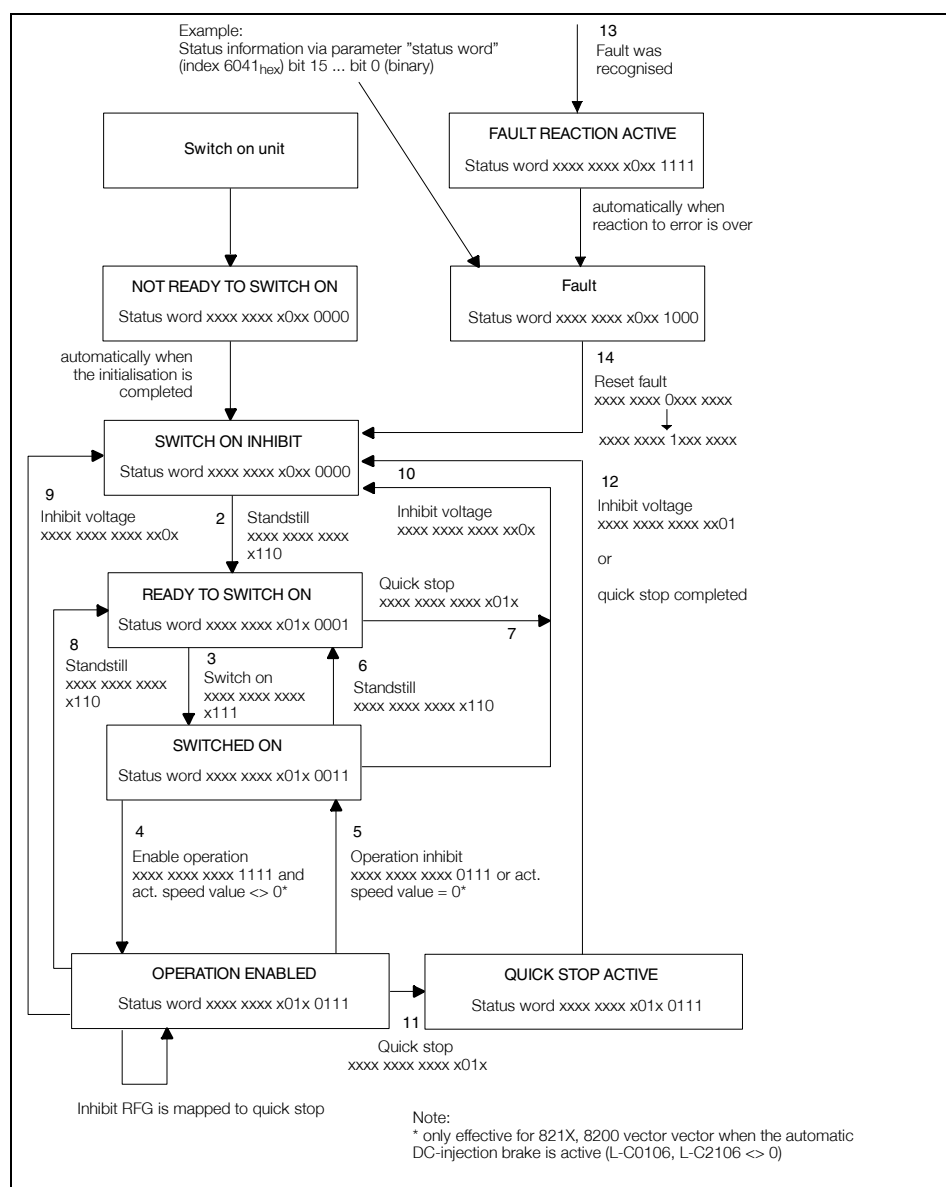 Example:
Status information via parameter "status word"
(index 6041hex) bit 15 ... bit 0 (binary)
13
Fault was
recognised
Switch on unit
FAULT REACTION ACTIVE
Status word xxxx xxxx x0xx 1111
automatically when
reaction to error is over
NOT READY TO SWITCH ON
Status word xxxx xxxx x0xx 0000
Fault
Status word xxxx xxxx x0xx 1000
automatically when
the initialisation is
completed
14
Reset fault
xxxx xxxx 0xxx xxxx
xxxx xxxx 1xxx xxxx
SWITCH ON INHIBIT
Status word xxxx xxxx x0xx 0000
9
Inhibit voltage
xxxx xxxx xxxx xx0x
2
Standstill
xxxx xxxx xxxx
x110
10
Inhibit voltage
xxxx xxxx xxxx xx0x
12
Inhibit voltage
xxxx xxxx xxxx xx01
or
quick stop completed
READY TO SWITCH ON
Status word xxxx xxxx x01x 0001
Quick stop
xxxx xxxx xxxx x01x
7
8
Standstill
xxxx xxxx xxxx
x110
3
Switch on
xxxx xxxx xxxx
x111
6
Standstill
xxxx xxxx xxxx x110
SWITCHED ON
Status word xxxx xxxx x01x 0011
4
Enable operation
xxxx xxxx xxxx 1111 and
act. speed value <> 0*
5
Operation inhibit
xxxx xxxx xxxx 0111 or act.
speed value = 0*
OPERATION ENABLED
Status word xxxx xxxx x01x 0111
QUICK STOP ACTIVE
Status word xxxx xxxx x01x 0111
11
Quick stop
xxxx xxxx xxxx x01x
Inhibit RFG is mapped to quick stop
Note:
* only effective for 821X, 8200 vector vector when the automatic
DC-injection brake is active (L-C0106, L-C2106 <> 0)